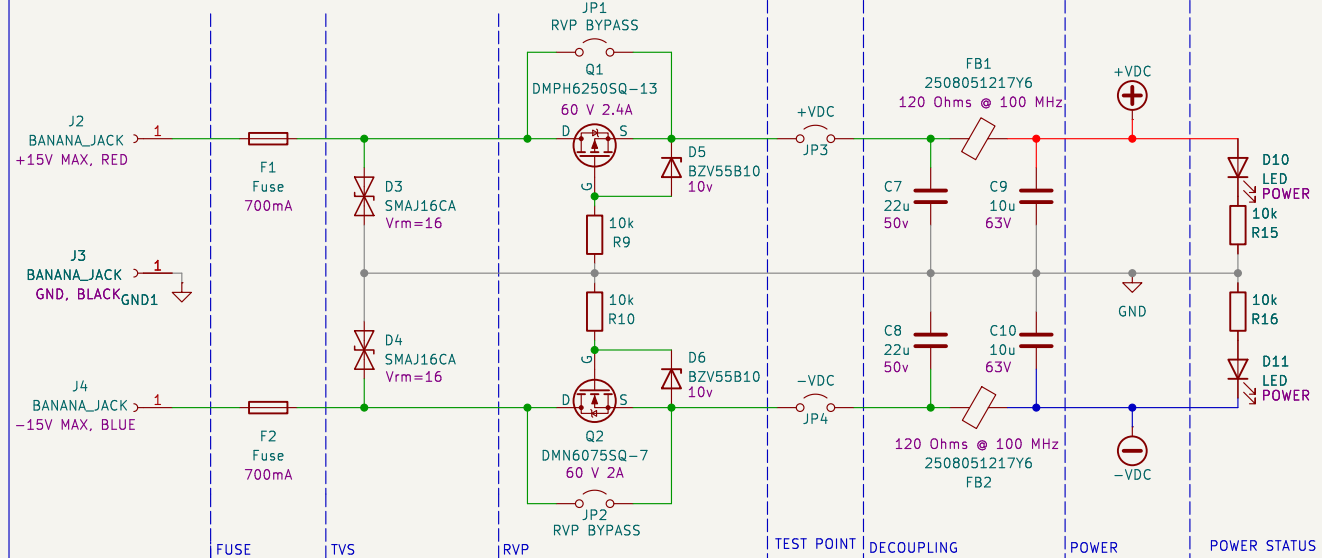 JP1
RVP BYPASS
Q1
DMPH6250SQ-13
60 V 2.4A
D
S
G
J2
BANANA_JACK
+15V MAX, RED
1
F1
Fuse
700mA
D3
SMAJ16CA
Vrm=16
D5
BZV55B10
10v
10k
R9
+VDC
JP3
FB1
2508051217Y6
120 Ohms @ 100 MHz
C7
22u
50v
C9
10u
63V
+VDC
D10
LED
POWER
10k
R15
J3
BANANA_JACK
GND, BLACK
1
GND1
GND
10k
R10
10k
R16
D4
SMAJ16CA
Vrm=16
G
D6
BZV55B10
10v
C8
22u
50v
C10
10u
63V
D11
LED
POWER
J4
BANANA_JACK
-15V MAX, BLUE
1
F2
Fuse
700mA
D
S
Q2
DMN6075SQ-7
60 V 2A
JP2
RVP BYPASS
-VDC
JP4
120 Ohms @ 100 MHz
2508051217Y6
FB2
-VDC
FUSE
TVS
RVP
TEST POINT
DECOUPLING
POWER
POWER STATUS